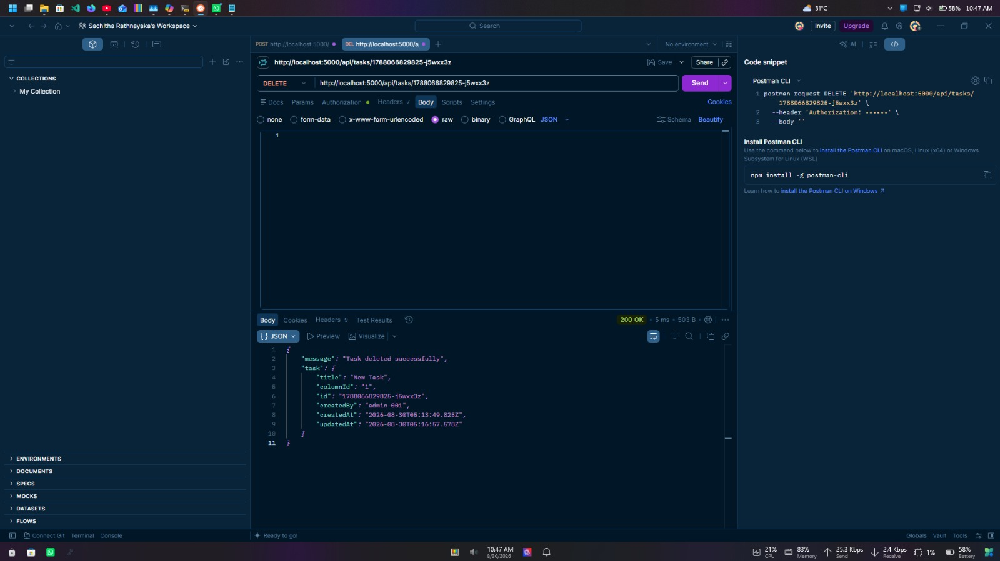 31°C
58%
10:47 AM
Sachitha Rathnayaka's Workspace
Search
Invite
Upgrade
POST http://localhost:5000/
DEL http://localhost:5000/a
No environment
AI
http://localhost:5000/api/tasks/1788066829825-j5wxx3z
Save
Share
COLLECTIONS
My Collection
DELETE
http://localhost:5000/api/tasks/1788066829825-j5wxx3z
Send
Docs
Params
Authorization
Headers 7
Body
Scripts
Settings
Cookies
none
form-data
x-www-form-urlencoded
raw
binary
GraphQL
JSON
Schema
Beautify
1
Code snippet
Postman CLI
1 postman request DELETE 'http://localhost:5000/api/tasks/
1788066829825-j5wxx3z' \
2 --header 'Authorization: ••••••' \
3 --body ''
Install Postman CLI
Use the command below to install the Postman CLI on macOS, Linux (x64) or Windows
Subsystem for Linux (WSL)
npm install -g postman-cli
Learn how to install the Postman CLI on Windows ↗
Body
Cookies
Headers 9
Test Results
200 OK • 5 ms • 503 B
{} JSON
Preview
Visualize
1 {
2 "message": "Task deleted successfully",
3 "task": {
4 "title": "New Task",
5 "columnId": "1",
6 "id": "1788066829825-j5wxx3z",
7 "createdBy": "admin-001",
8 "createdAt": "2026-08-30T05:13:49.825Z",
9 "updatedAt": "2026-08-30T05:16:57.578Z"
10 }
11 }
ENVIRONMENTS
DOCUMENTS
SPECS
MOCKS
DATASETS
FLOWS
Connect Git
Terminal
Console
Ready to go!
Globals
Vault
Tools
10:47 AM
8/30/2026
21%
CPU
83%
Memory
25.3 Kbps
Send
2.4 Kbps
Receive
1%
58%
Battery